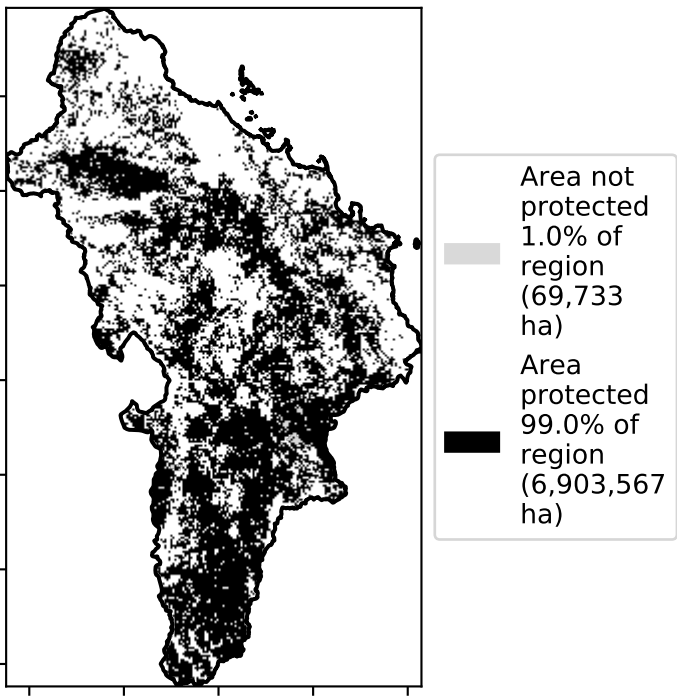 Area not
protected
1.0% of
region
(69,733
ha)
Area
protected
99.0% of
region
(6,903,567
ha)